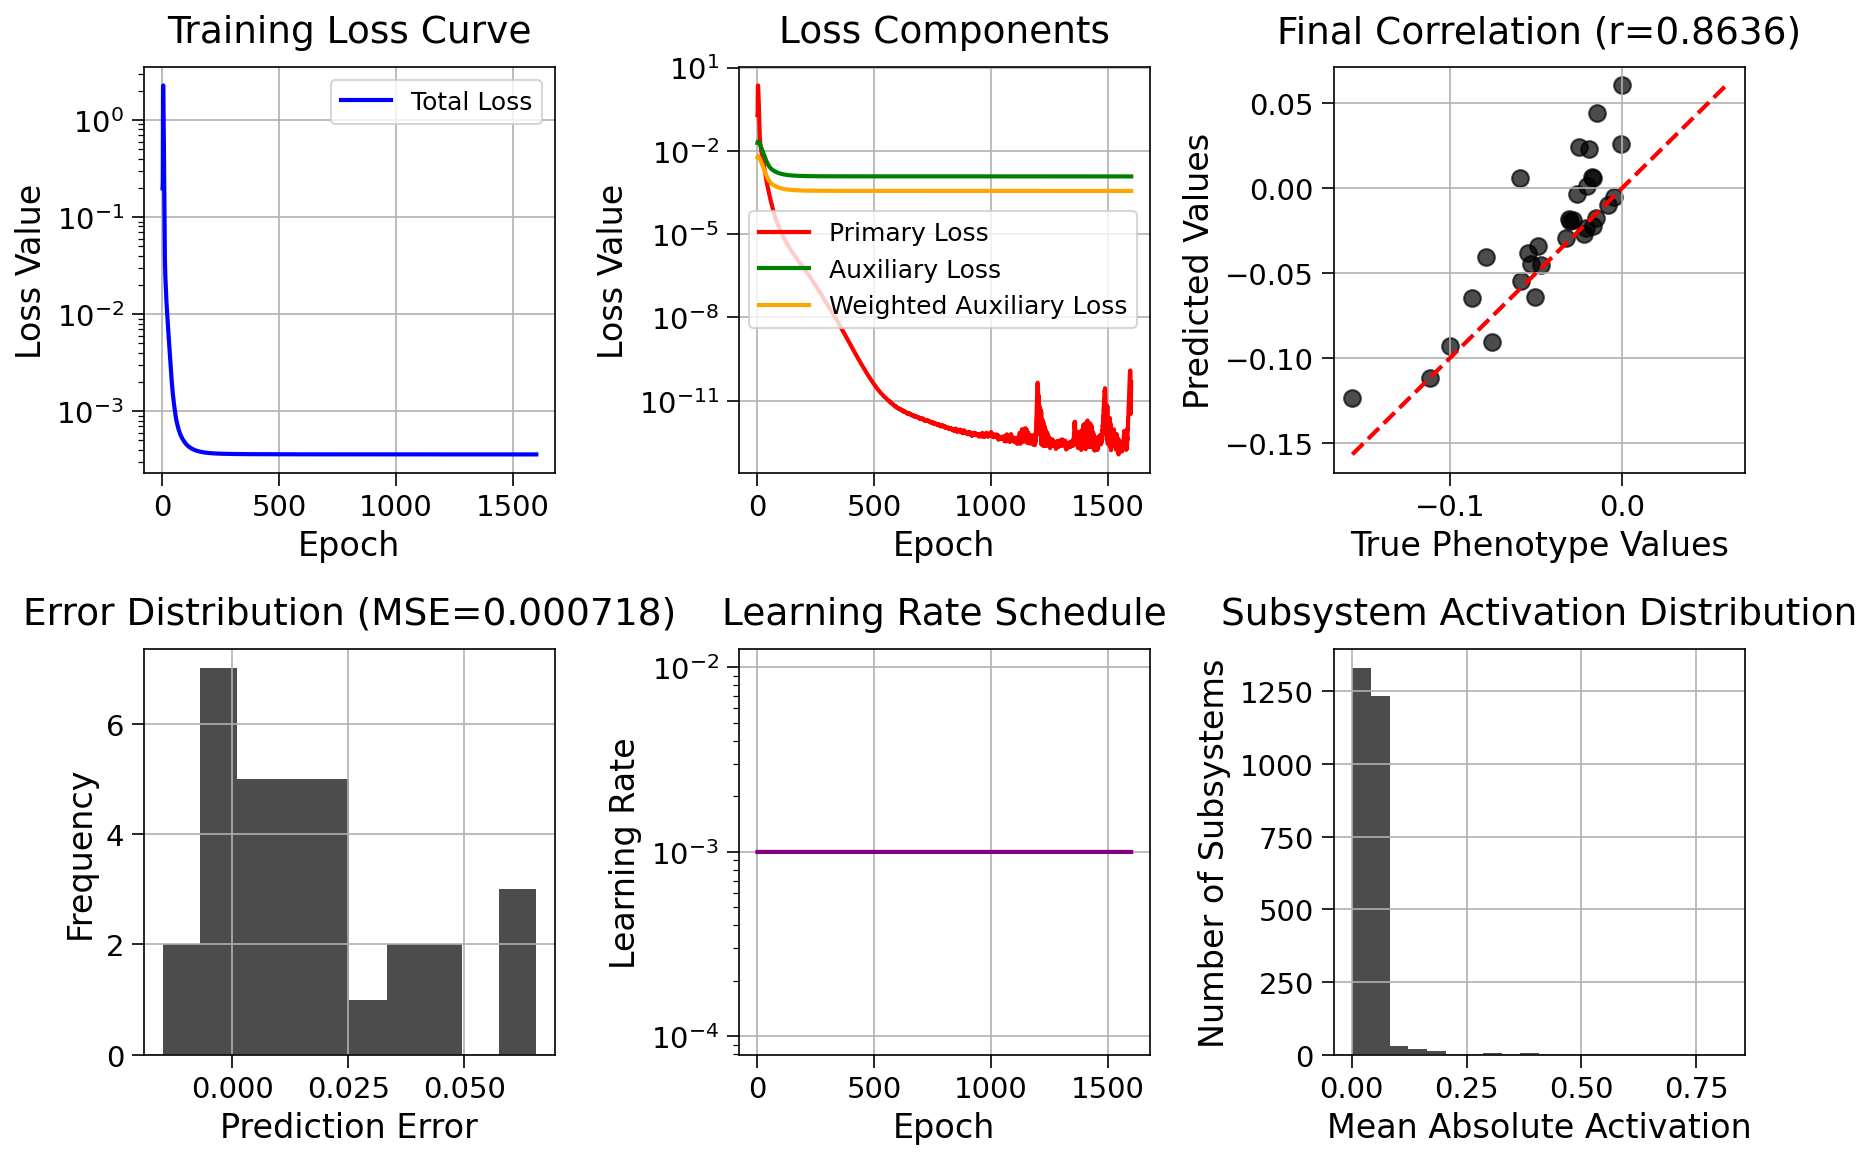 Training Loss Curve
Loss Value
10⁰
10⁻¹
10⁻²
10⁻³
Total Loss
0
500
1000
1500
Epoch
Loss Components
Loss Value
10¹
10⁻²
10⁻⁵
10⁻⁸
10⁻¹¹
Primary Loss
Auxiliary Loss
Weighted Auxiliary Loss
0
500
1000
1500
Epoch
Final Correlation (r=0.8636)
Predicted Values
0.05
0.00
−0.05
−0.10
−0.15
−0.1
0.0
True Phenotype Values
Error Distribution (MSE=0.000718)
Frequency
6
4
2
0
0.000
0.025
0.050
Prediction Error
Learning Rate Schedule
Learning Rate
10⁻²
10⁻³
10⁻⁴
0
500
1000
1500
Epoch
Subsystem Activation Distribution
Number of Subsystems
1250
1000
750
500
250
0
0.00
0.25
0.50
0.75
Mean Absolute Activation